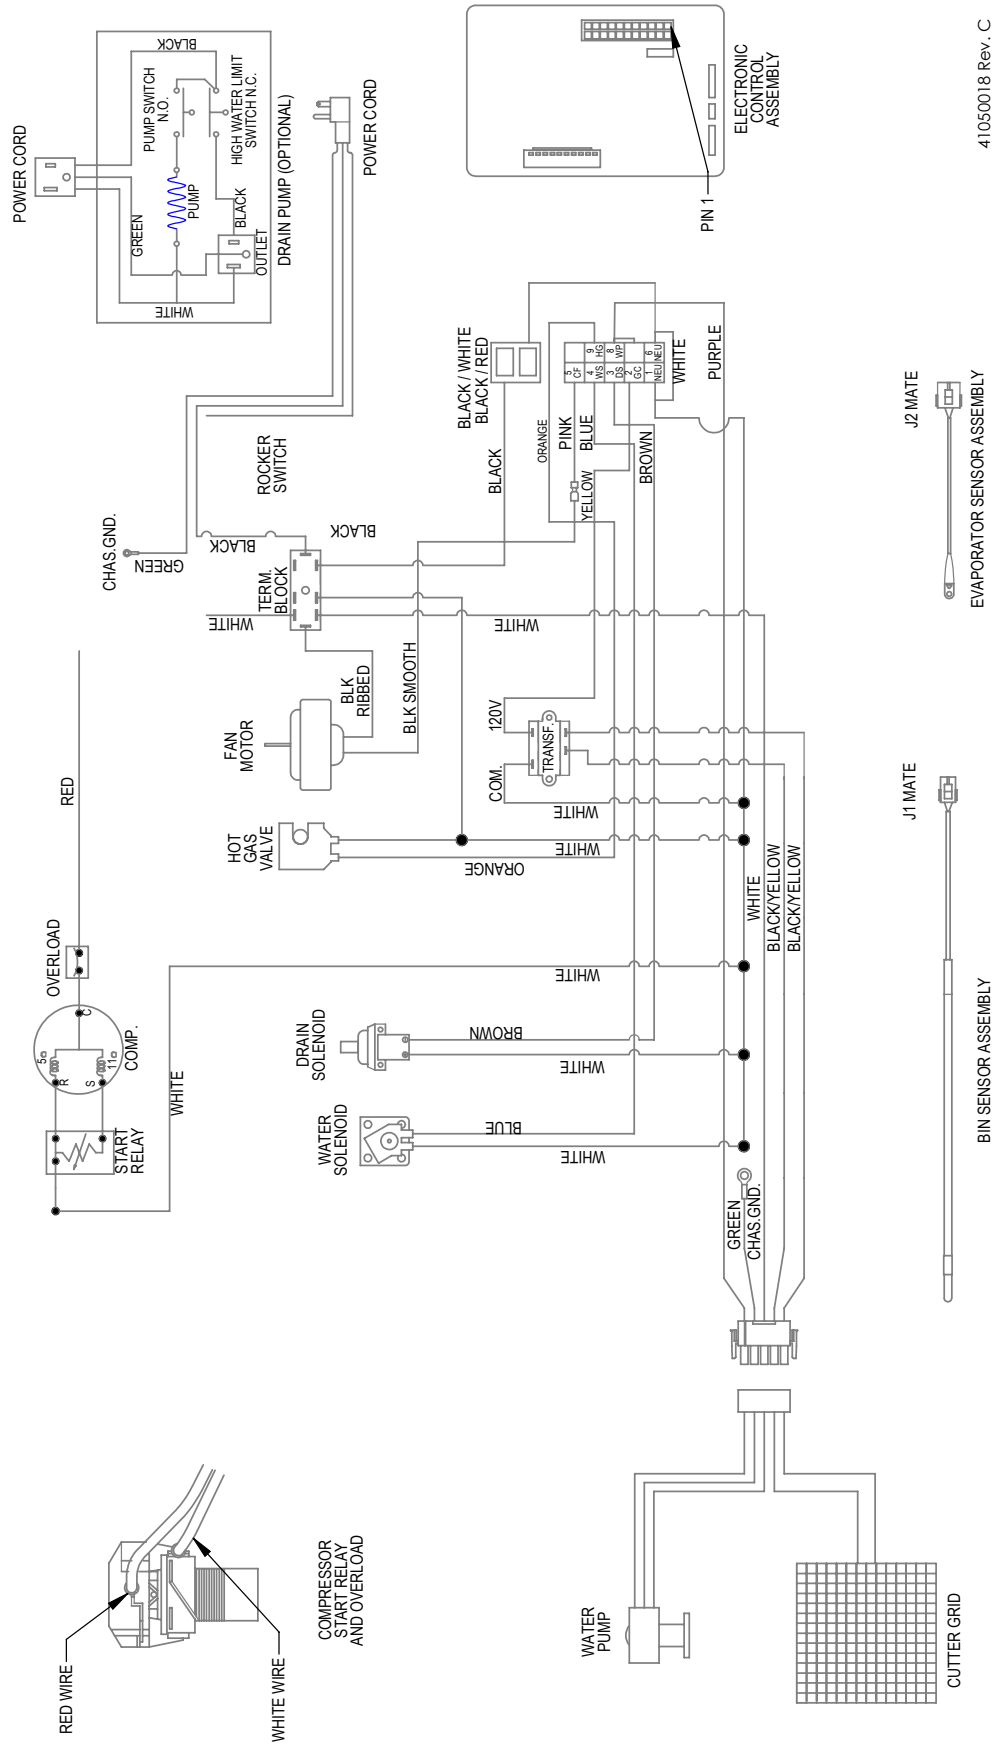 POWER CORD
BLACK
PUMP SWITCH
N.O.
HIGH WATER LIMIT
SWITCH N.C.
PUMP
GREEN
BLACK
OUTLET
WHITE
DRAIN PUMP (OPTIONAL)
POWER CORD
ELECTRONIC
CONTROL
ASSEMBLY
PIN 1
41050018 Rev. C
CHAS.GND.
GREEN
BLACK
ROCKER
SWITCH
BLACK
TERM.
BLOCK
WHITE
BLACK / WHITE
BLACK / RED
BLACK
ORANGE
PINK
BLUE
YELLOW
BROWN
5
CF
4
WS
3
DS
2
GC
1
NEU
9
HG
8
WP
6
NEU
WHITE
PURPLE
WHITE
RED
FAN
MOTOR
BLK
RIBBED
BLK SMOOTH
120V
TRANSF.
COM.
WHITE
HOT
GAS
VALVE
WHITE
ORANGE
OVERLOAD
C
COMP.
5
11
R
S
START
RELAY
WHITE
WHITE
WHITE
BLACK/YELLOW
BLACK/YELLOW
DRAIN
SOLENOID
BROWN
WHITE
WATER
SOLENOID
BLUE
WHITE
GREEN
CHAS.GND.
J2 MATE
EVAPORATOR SENSOR ASSEMBLY
J1 MATE
BIN SENSOR ASSEMBLY
RED WIRE
WHITE WIRE
COMPRESSOR
START RELAY
AND OVERLOAD
WATER
PUMP
CUTTER GRID